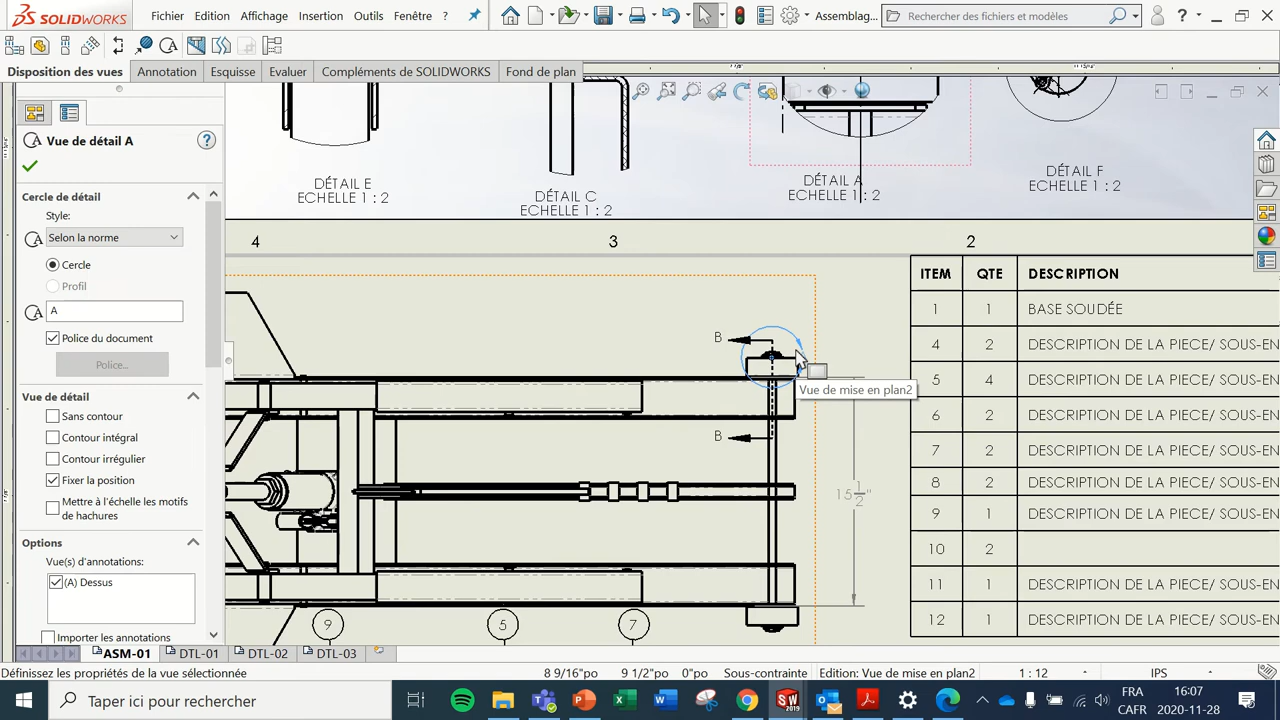 SOLIDWORKS
Fichier Edition Affichage Insertion Outils Fenêtre ?
Assemblag...
Rechercher des fichiers et modèles
?
Disposition des vues Annotation Esquisse Evaluer Compléments de SOLIDWORKS Fond de plan
Vue de détail A
?
Cercle de détail
Style:
Selon la norme
Cercle
Profil
A
Police du document
Police...
Vue de détail
Sans contour
Contour intégral
Contour irrégulier
Fixer la position
Mettre à l'échelle les motifs
de hachures
Options
Vue(s) d'annotations:
(A) Dessus
Importer les annotations
DÉTAIL E
ECHELLE 1 : 2
DÉTAIL C
ECHELLE 1 : 2
DÉTAIL A
ECHELLE 1 : 2
DÉTAIL F
ECHELLE 1 : 2
4 3 2
B
B
Vue de mise en plan2
15 1/2"
9 5 7
ITEM QTE DESCRIPTION
1 1 BASE SOUDÉE
4 2 DESCRIPTION DE LA PIECE/ SOUS-EN
5 4 DESCRIPTION DE LA PIECE/ SOUS-EN
6 2 DESCRIPTION DE LA PIECE/ SOUS-EN
7 2 DESCRIPTION DE LA PIECE/ SOUS-EN
8 2 DESCRIPTION DE LA PIECE/ SOUS-EN
9 1 DESCRIPTION DE LA PIECE/ SOUS-EN
10 2
11 1 DESCRIPTION DE LA PIECE/ SOUS-EN
12 1 DESCRIPTION DE LA PIECE/ SOUS-EN
ASM-01 DTL-01 DTL-02 DTL-03
Définissez les propriétés de la vue sélectionnée
8 9/16"po 9 1/2"po 0"po Sous-contrainte Edition: Vue de mise en plan2 1 : 12 IPS
Taper ici pour rechercher
SW
2019
FRA
CAFR
16:07
2020-11-28